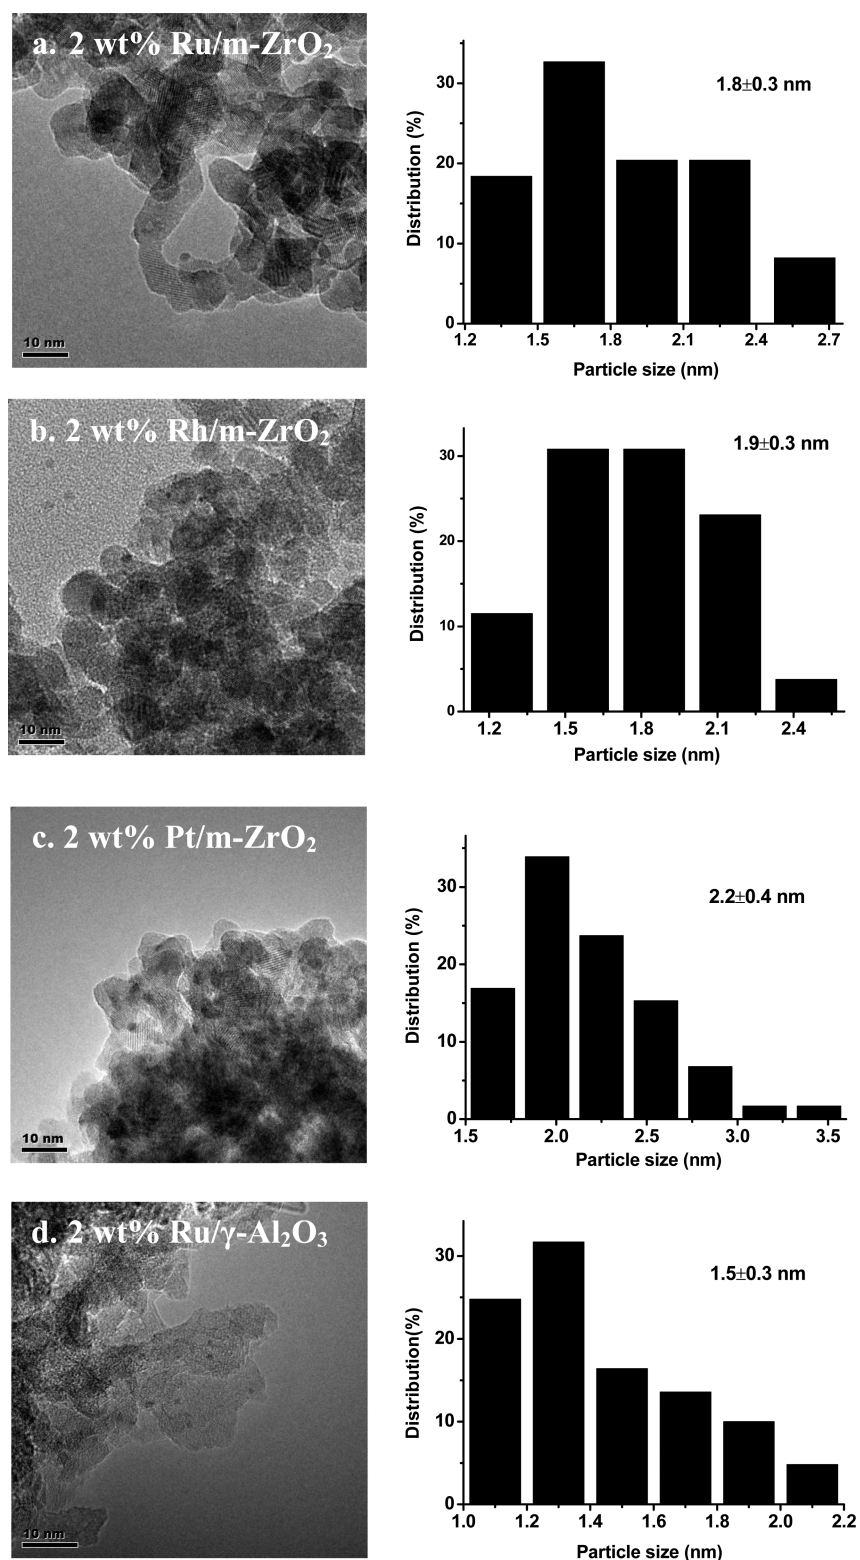 a. 2 wt% Ru/m-ZrO₂
10 nm
1.8±0.3 nm
Distribution (%)
30
20
10
0
1.2 1.5 1.8 2.1 2.4 2.7
Particle size (nm)
b. 2 wt% Rh/m-ZrO₂
10 nm
1.9±0.3 nm
Distribution (%)
30
20
10
0
1.2 1.5 1.8 2.1 2.4
Particle size (nm)
c. 2 wt% Pt/m-ZrO₂
10 nm
2.2±0.4 nm
Distribution (%)
30
20
10
0
1.5 2.0 2.5 3.0 3.5
Particle size (nm)
d. 2 wt% Ru/γ-Al₂O₃
10 nm
1.5±0.3 nm
Distribution(%)
30
20
10
0
1.0 1.2 1.4 1.6 1.8 2.0 2.2
Particle size (nm)